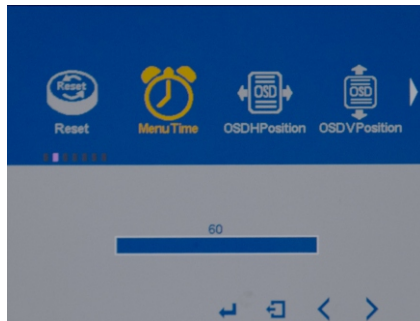 Reset
Reset
MenuTime
OSD
OSDHPosition
OSD
OSDVPosition
60